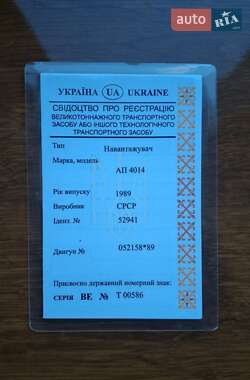 auto RIA.com
УКРАЇНА UA UKRAINE
СВІДОЦТВО ПРО РЕЄСТРАЦІЮ
ВЕЛИКОТОННАЖНОГО ТРАНСПОРТНОГО
ЗАСОБУ АБО ІНШОГО ТЕХНОЛОГІЧНОГО
ТРАНСПОРТНОГО ЗАСОБУ
Тип Навантажувач
Марка, модель
АП 4014
Рік випуску 1989
Виробник СРСР
Ідент. № 52941
Двигун № 052158*89
Присвоєно державний номерний знак:
СЕРІЯ ВЕ № Т 00586